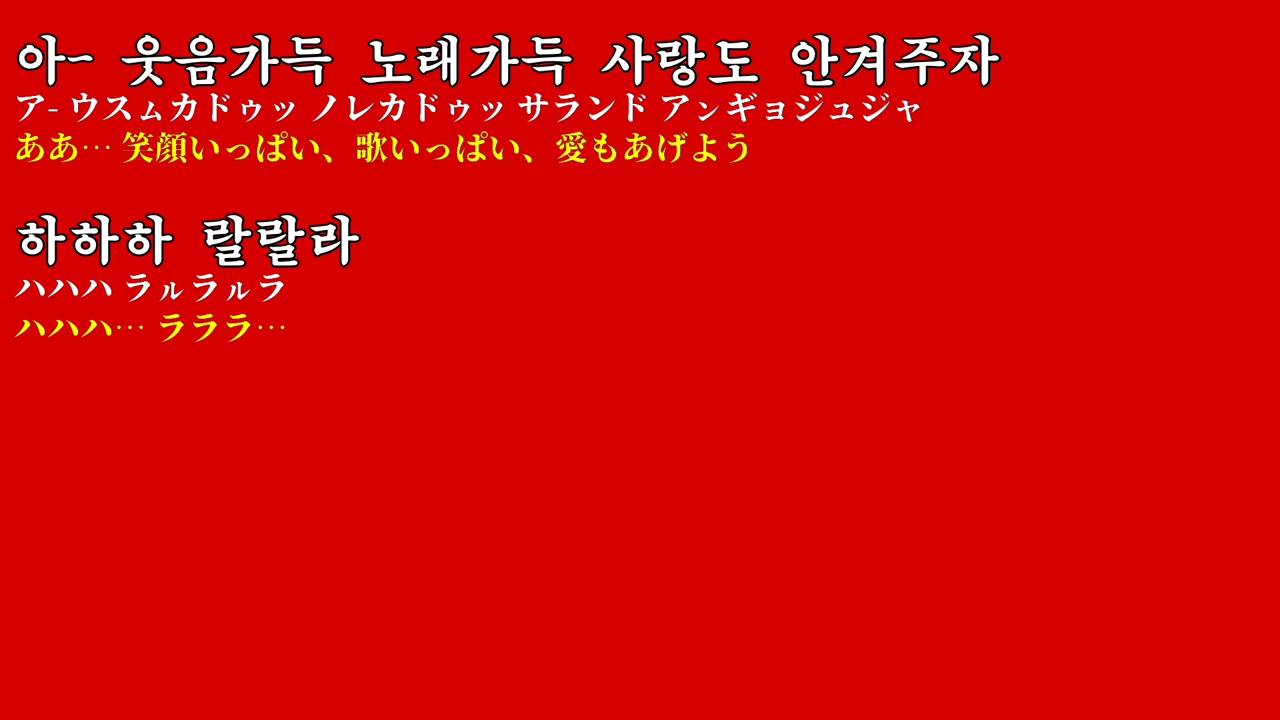 아~ 웃음가득 노래가득 사랑도 안겨주자
ア- ウスㇺカドゥッ ノレカドゥッ サランド アㇴギョジュジャ
ああ… 笑顔いっぱい、歌いっぱい、愛もあげよう
하하하 랄랄라
ハハハ ラㇽラㇽラ
ハハハ… ラララ…